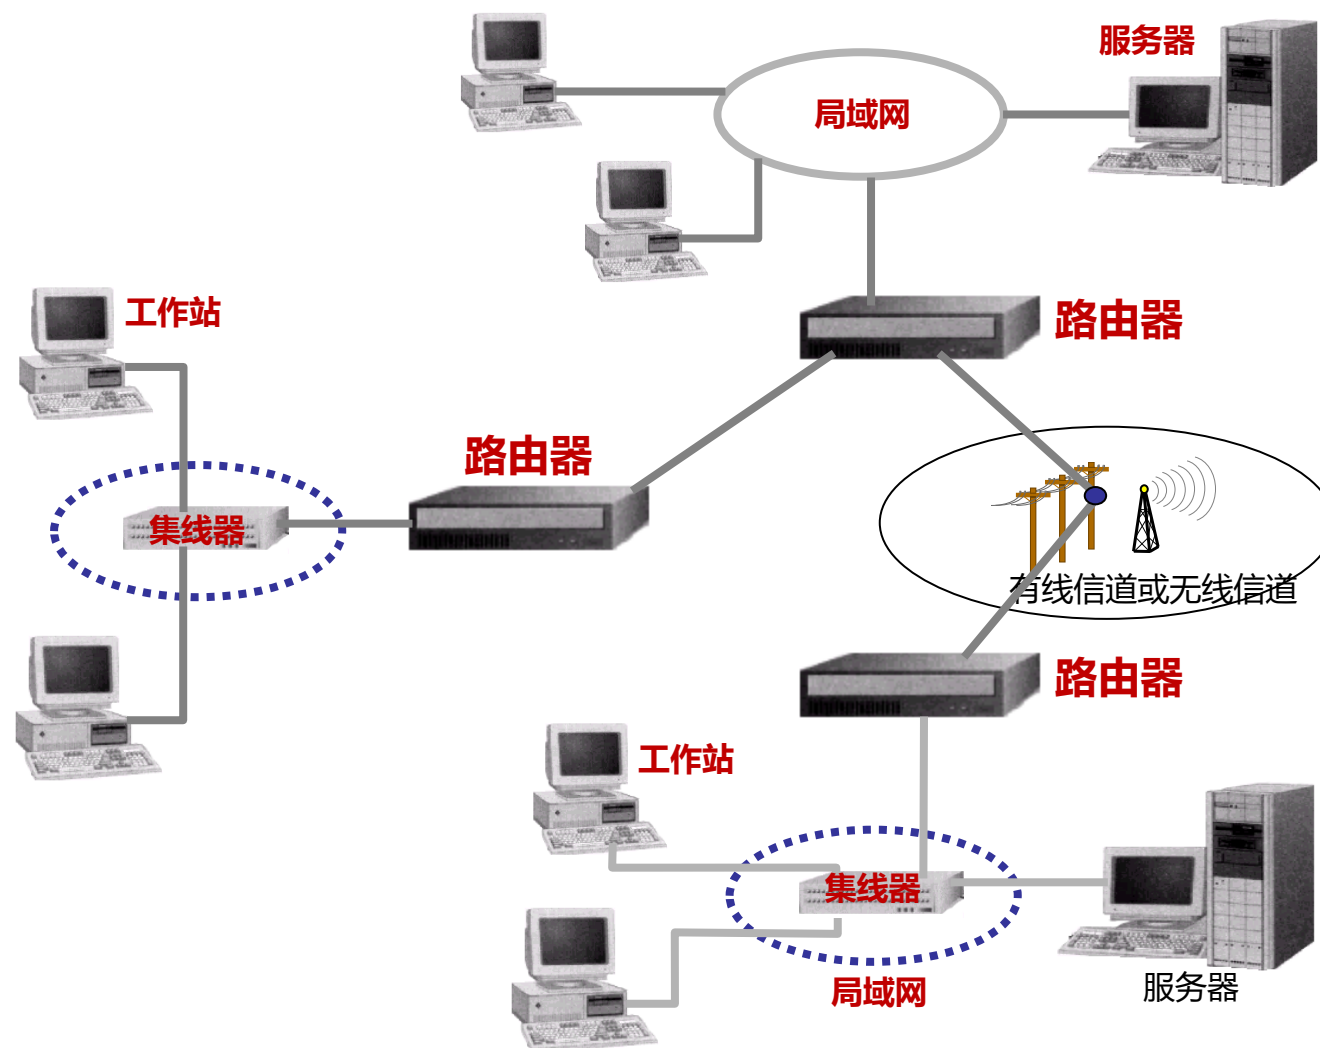 服务器
局域网
工作站
路由器
路由器
集线器
有线信道或无线信道
路由器
工作站
集线器
局域网
服务器